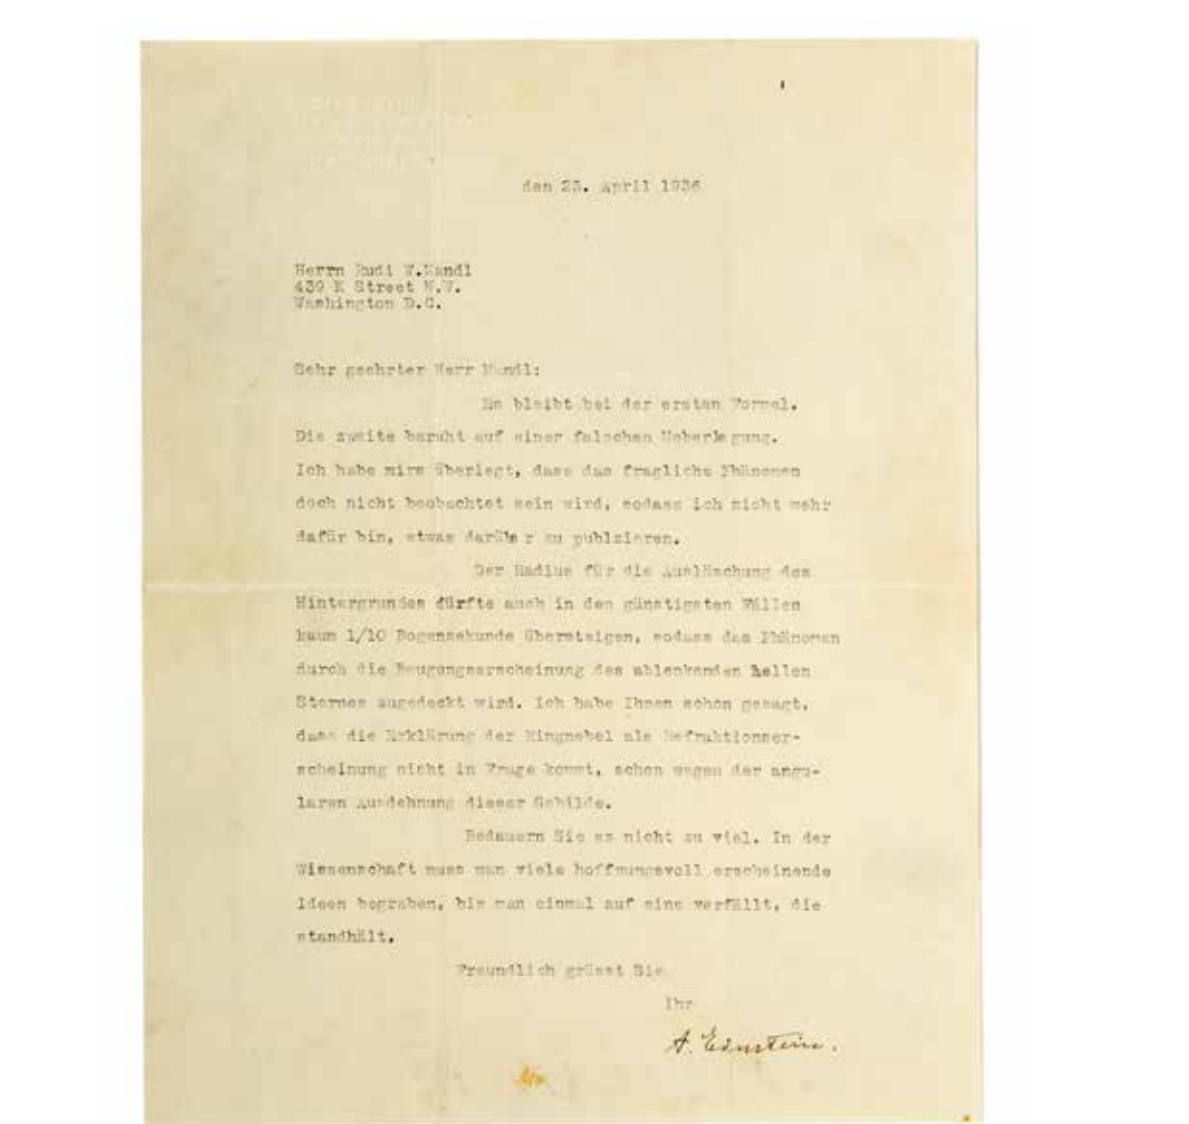 den 23. April 1936
Herrn Rudi W.Mandl
439 K Street N.W.
Washington D.C.
Sehr geehrter Herr Mandl:
Es bleibt bei der ersten Formel.
Die zweite beruht auf einer falschen Ueberlegung.
Ich habe mirs überlegt, dass das fragliche Phänomen
doch nicht beobachtet sein wird, sodass ich nicht mehr
dafür bin, etwas darüber zu publzieren.
Der Radius für die Auslöschung des
Hintergrundes dürfte auch in den günstigsten Fällen
kaum 1/10 Bogensekunde übersteigen, sodass das Phänomen
durch die Beugungserscheinung des ablenkenden hellen
Sternes zugedeckt wird. Ich habe Ihnen schon gesagt,
dass die Erklärung der Ringnebel als Refraktionser-
scheinung nicht in Frage kommt, schon wegen der angu-
laren Ausdehnung dieser Gebilde.
Bedauern Sie es nicht zu viel. In der
Wissenschaft muss man viele hoffnungsvoll erscheinende
Ideen begraben, bis man einmal auf eine verfällt, die
standhält.
Freundlich grüsst Sie
Ihr
A. Einstein.